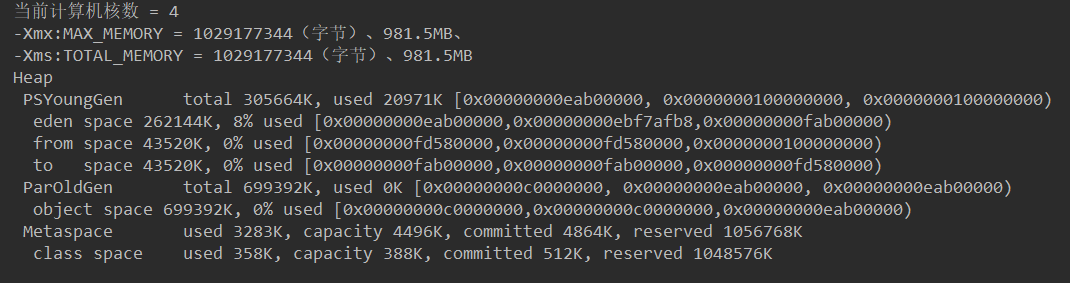 当前计算机核数 = 4
-Xmx:MAX_MEMORY = 1029177344（字节）、981.5MB、
-Xms:TOTAL_MEMORY = 1029177344（字节）、981.5MB
Heap
 PSYoungGen      total 305664K, used 20971K [0x00000000eab00000, 0x0000000100000000, 0x0000000100000000)
  eden space 262144K, 8% used [0x00000000eab00000,0x00000000ebf7afb8,0x00000000fab00000)
  from space 43520K, 0% used [0x00000000fd580000,0x00000000fd580000,0x0000000100000000)
  to   space 43520K, 0% used [0x00000000fab00000,0x00000000fab00000,0x00000000fd580000)
 ParOldGen       total 699392K, used 0K [0x00000000c0000000, 0x00000000eab00000, 0x00000000eab00000)
  object space 699392K, 0% used [0x00000000c0000000,0x00000000c0000000,0x00000000eab00000)
 Metaspace       used 3283K, capacity 4496K, committed 4864K, reserved 1056768K
  class space    used 358K, capacity 388K, committed 512K, reserved 1048576K